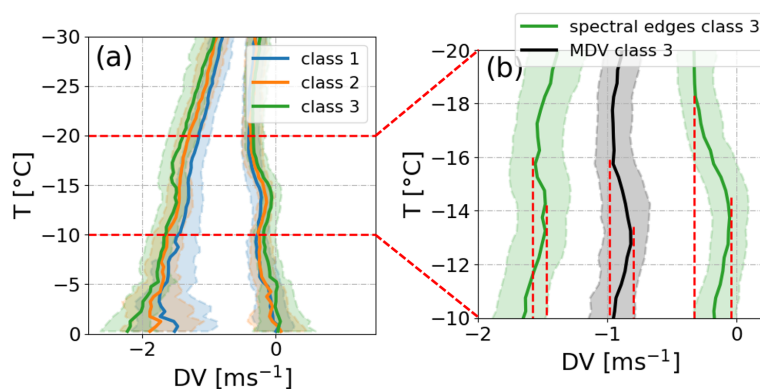 (a)
class 1
class 2
class 3
T [°C]
−30
−25
−20
−15
−10
−5
0
−2
0
DV [ms⁻¹]
spectral edges class 3
MDV class 3
(b)
T [°C]
−20
−18
−16
−14
−12
−10
−2
−1
0
DV [ms⁻¹]